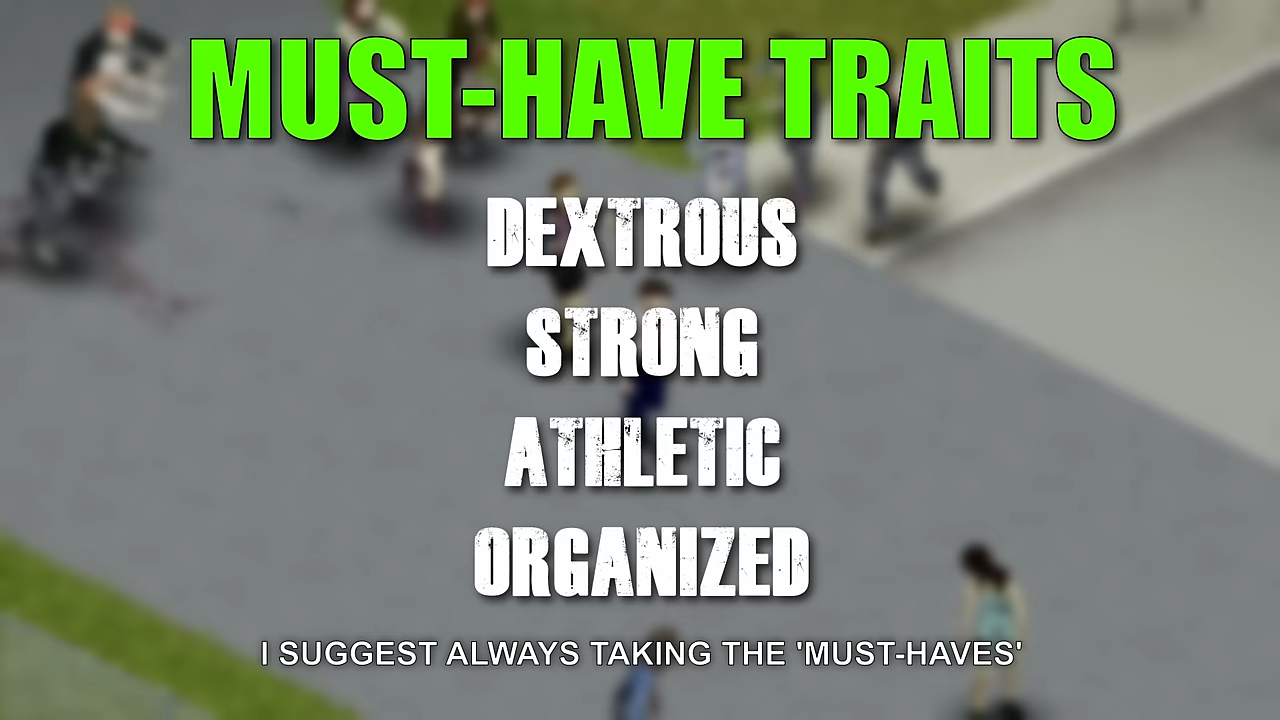 MUST-HAVE TRAITS
DEXTROUS
STRONG
ATHLETIC
ORGANIZED
I SUGGEST ALWAYS TAKING THE 'MUST-HAVES'